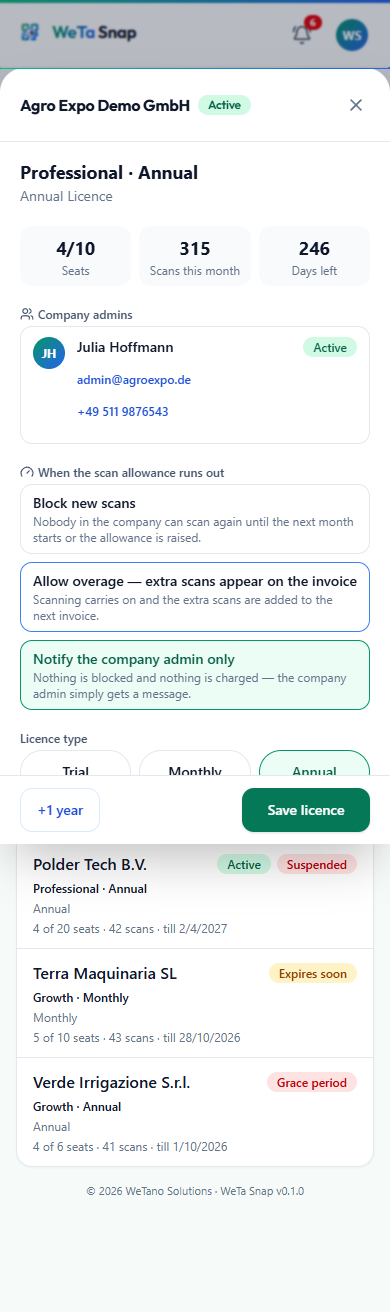 WeTa Snap
6
WS
Agro Expo Demo GmbH
Active
Professional · Annual
Annual Licence
4/10
Seats
315
Scans this month
246
Days left
Company admins
JH
Julia Hoffmann
Active
admin@agroexpo.de
+49 511 9876543
When the scan allowance runs out
Block new scans
Nobody in the company can scan again until the next month
starts or the allowance is raised.
Allow overage — extra scans appear on the invoice
Scanning carries on and the extra scans are added to the
next invoice.
Notify the company admin only
Nothing is blocked and nothing is charged — the company
admin simply gets a message.
Licence type
Trial
Monthly
Annual
+1 year
Save licence
Polder Tech B.V.
Active
Suspended
Professional · Annual
Annual
4 of 20 seats · 42 scans · till 2/4/2027
Terra Maquinaria SL
Expires soon
Growth · Monthly
Monthly
5 of 10 seats · 43 scans · till 28/10/2026
Verde Irrigazione S.r.l.
Grace period
Growth · Annual
Annual
4 of 6 seats · 41 scans · till 1/10/2026
© 2026 WeTano Solutions · WeTa Snap v0.1.0